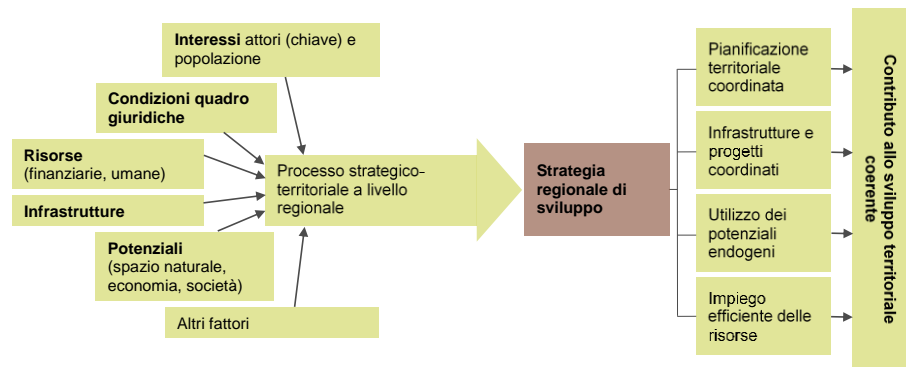 Interessi attori (chiave) e
popolazione
Condizioni quadro
giuridiche
Risorse
(finanziarie, umane)
Infrastrutture
Potenziali
(spazio naturale,
economia, società)
Altri fattori
Processo strategico-
territoriale a livello
regionale
Strategia
regionale di
sviluppo
Pianificazione
territoriale
coordinata
Infrastrutture e
progetti
coordinati
Utilizzo dei
potenziali
endogeni
Impiego
efficiente delle
risorse
Contributo allo sviluppo territoriale
coerente